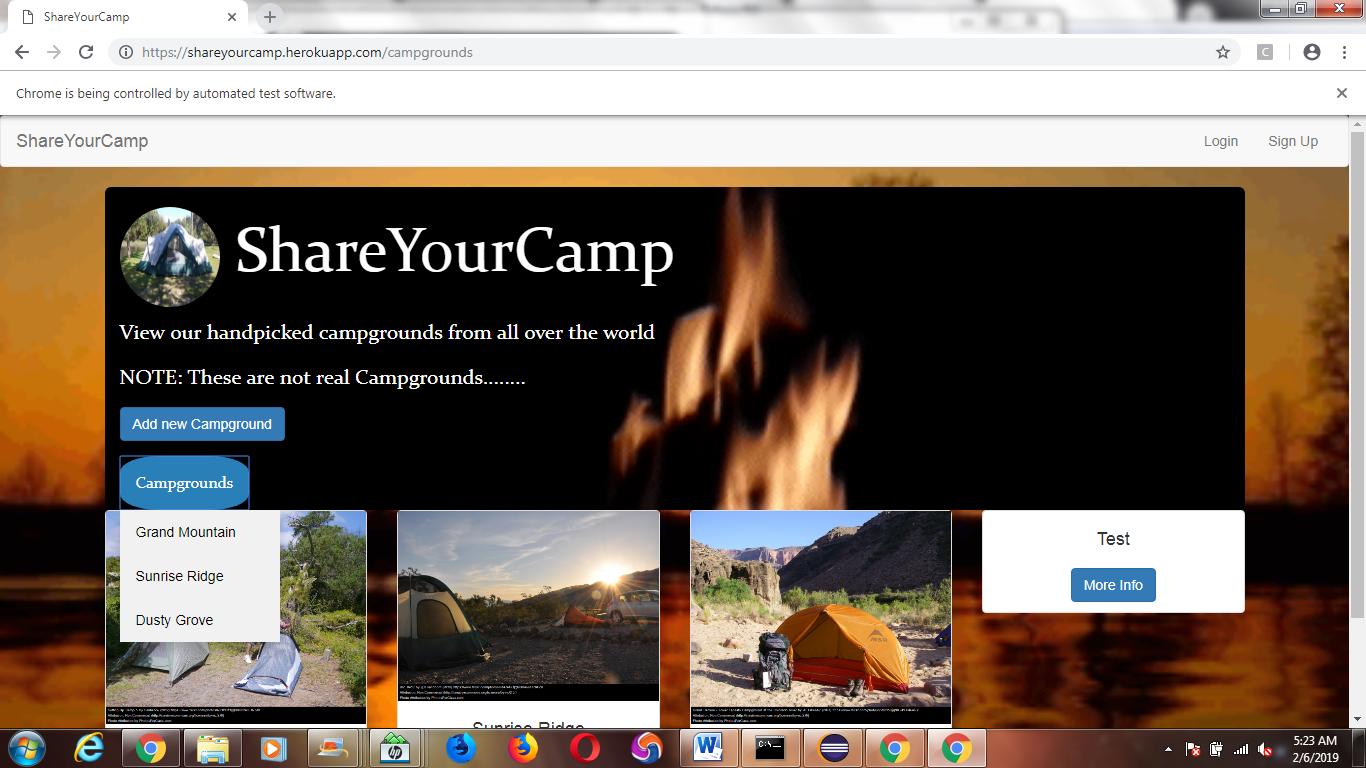 ShareYourCamp
https://shareyourcamp.herokuapp.com/campgrounds
C
Chrome is being controlled by automated test software.
ShareYourCamp
Login
Sign Up
ShareYourCamp
View our handpicked campgrounds from all over the world
NOTE: These are not real Campgrounds........
Add new Campground
Campgrounds
Grand Mountain
Sunrise Ridge
Dusty Grove
Test
More Info
Sunrise Ridge
5:23 AM
2/6/2019